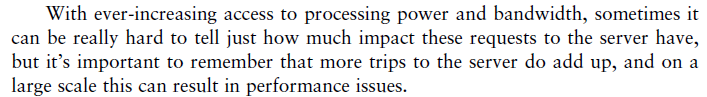 With ever-increasing access to processing power and bandwidth, sometimes it
can be really hard to tell just how much impact these requests to the server have,
but it's important to remember that more trips to the server do add up, and on a
large scale this can result in performance issues.